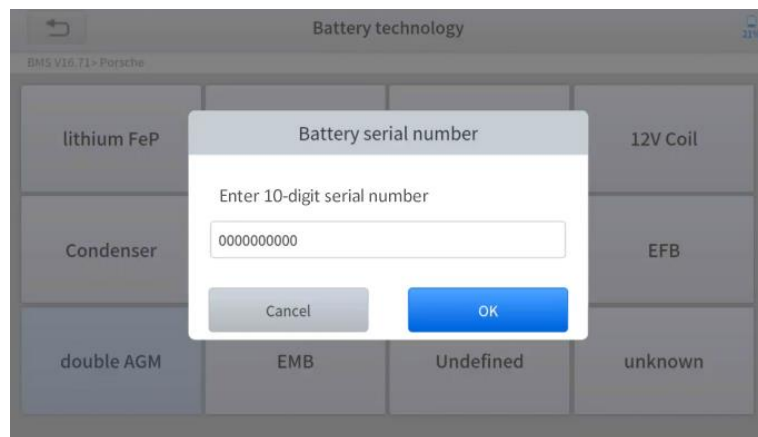 Battery technology
21%
BMS V16.71> Porsche
lithium FeP
12V Coil
Battery serial number
Enter 10-digit serial number
0000000000
Cancel
OK
Condenser
EFB
double AGM
EMB
Undefined
unknown